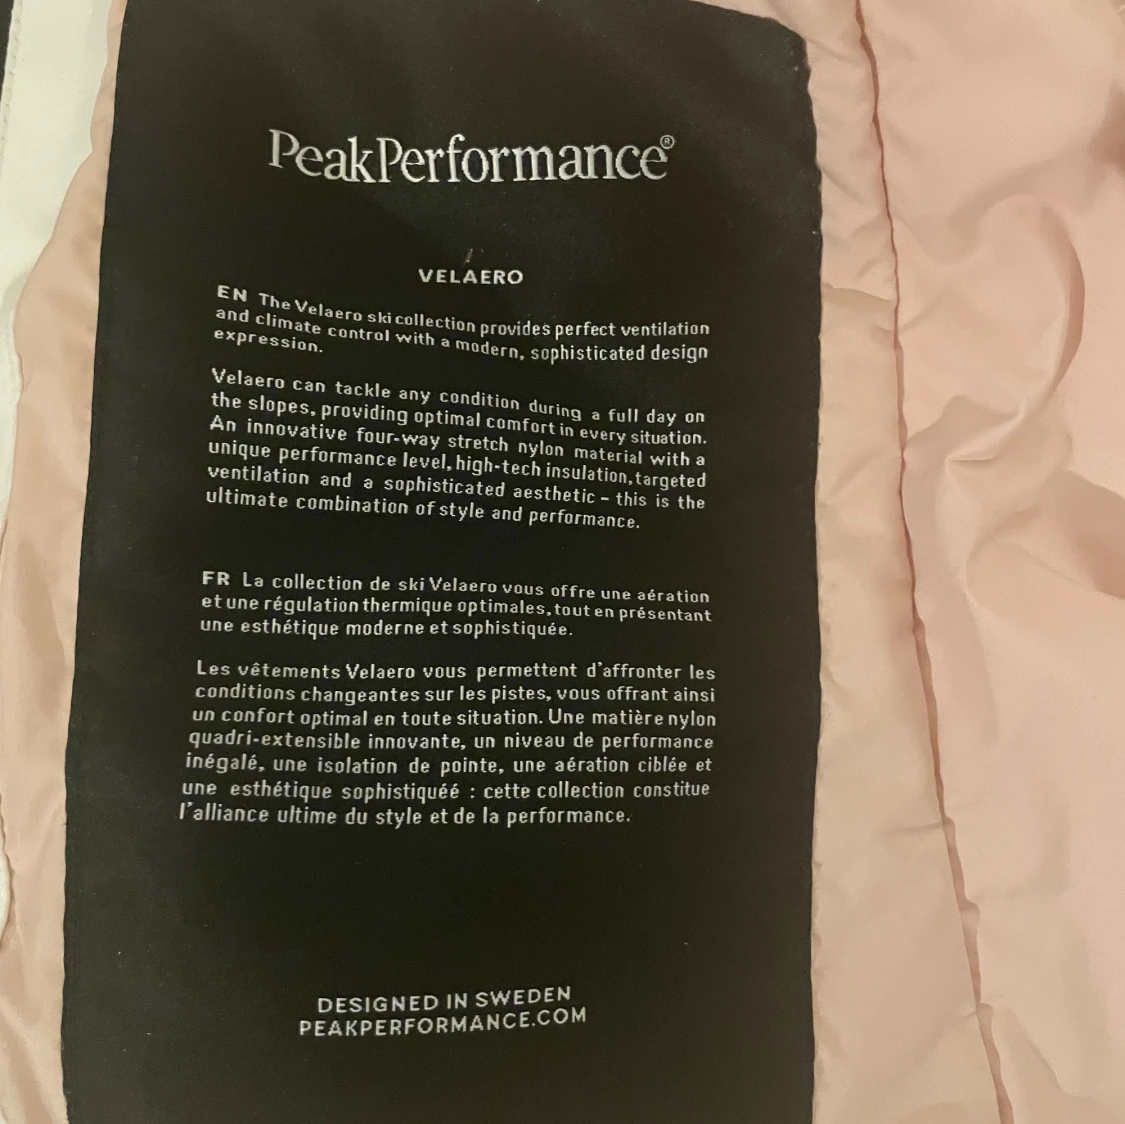 PeakPerformance®
VELAERO
EN The Velaero ski collection provides perfect ventilation
and climate control with a modern, sophisticated design
expression.
Velaero can tackle any condition during a full day on
the slopes, providing optimal comfort in every situation.
An innovative four-way stretch nylon material with a
unique performance level, high-tech insulation, targeted
ventilation and a sophisticated aesthetic – this is the
ultimate combination of style and performance.
FR La collection de ski Velaero vous offre une aération
et une régulation thermique optimales, tout en présentant
une esthétique moderne et sophistiquée.
Les vêtements Velaero vous permettent d'affronter les
conditions changeantes sur les pistes, vous offrant ainsi
un confort optimal en toute situation. Une matière nylon
quadri-extensible innovante, un niveau de performance
inégalé, une isolation de pointe, une aération ciblée et
une esthétique sophistiquéé : cette collection constitue
l'alliance ultime du style et de la performance.
DESIGNED IN SWEDEN
PEAKPERFORMANCE.COM